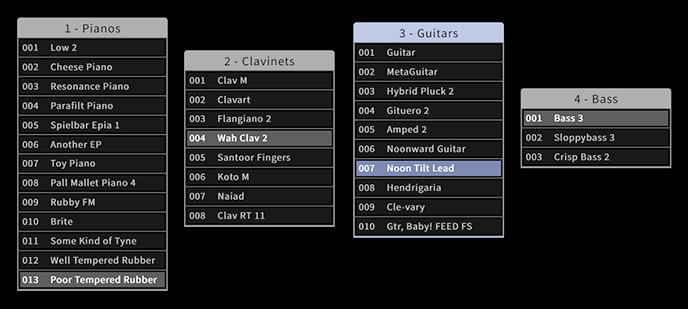 1 - Pianos
001 Low 2
002 Cheese Piano
003 Resonance Piano
004 Parafilt Piano
005 Spielbar Epia 1
006 Another EP
007 Toy Piano
008 Pall Mallet Piano 4
009 Rubby FM
010 Brite
011 Some Kind of Tyne
012 Well Tempered Rubber
013 Poor Tempered Rubber
2 - Clavinets
001 Clav M
002 Clavart
003 Flangiano 2
004 Wah Clav 2
005 Santoor Fingers
006 Koto M
007 Naiad
008 Clav RT 11
3 - Guitars
001 Guitar
002 MetaGuitar
003 Hybrid Pluck 2
004 Gituero 2
005 Amped 2
006 Noonward Guitar
007 Noon Tilt Lead
008 Hendrigaria
009 Cle-vary
010 Gtr, Baby! FEED FS
4 - Bass
001 Bass 3
002 Sloppybass 3
003 Crisp Bass 2